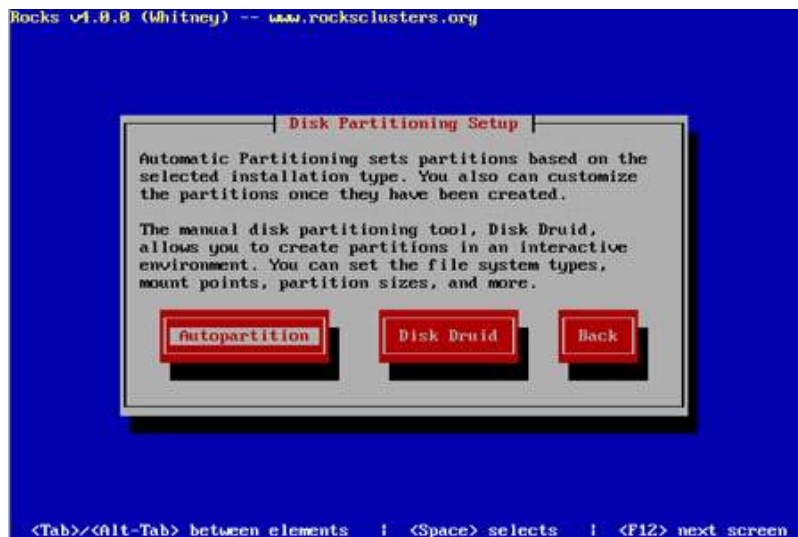 Rocks v4.0.0 (Whitney) -- www.rocksclusters.org
Disk Partitioning Setup
Automatic Partitioning sets partitions based on the
selected installation type. You also can customize
the partitions once they have been created.
The manual disk partitioning tool, Disk Druid,
allows you to create partitions in an interactive
environment. You can set the file system types,
mount points, partition sizes, and more.
Autopartition Disk Druid Back
<Tab>/<Alt-Tab> between elements | <Space> selects | <F12> next screen